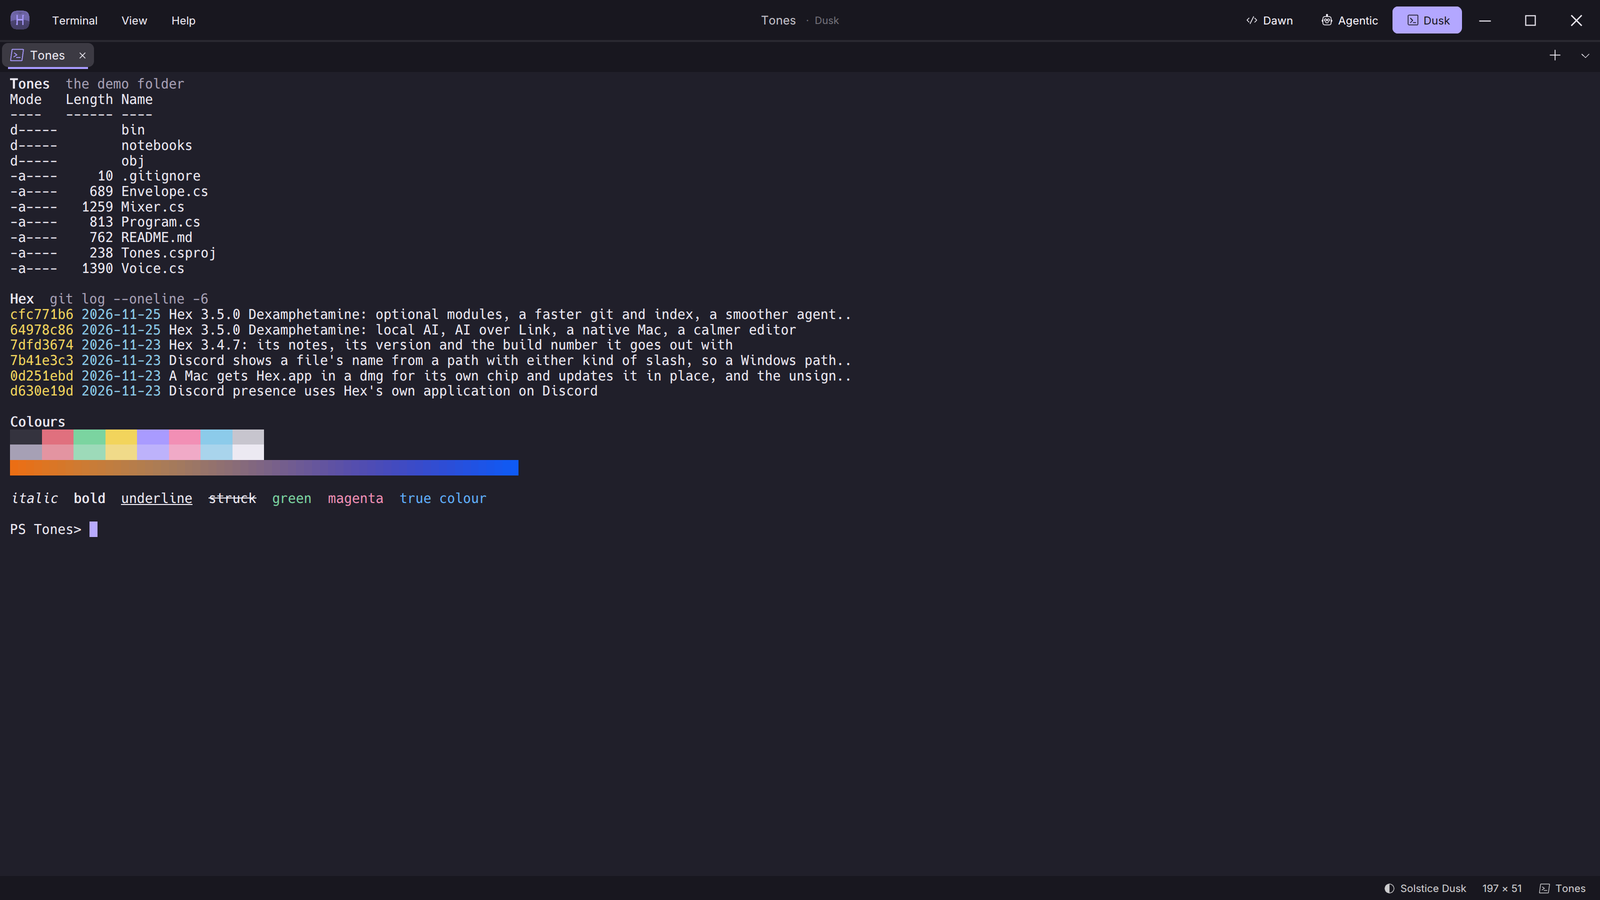 H Terminal View Help Tones · Dusk Dawn Agentic Dusk
Tones
Tones  the demo folder
Mode   Length Name
----   ------ ----
d-----        bin
d-----        notebooks
d-----        obj
-a----     10 .gitignore
-a----    689 Envelope.cs
-a----   1259 Mixer.cs
-a----    813 Program.cs
-a----    762 README.md
-a----    238 Tones.csproj
-a----   1390 Voice.cs
Hex  git log --oneline -6
cfc771b6 2026-11-25 Hex 3.5.0 Dexamphetamine: optional modules, a faster git and index, a smoother agent..
64978c86 2026-11-25 Hex 3.5.0 Dexamphetamine: local AI, AI over Link, a native Mac, a calmer editor
7dfd3674 2026-11-23 Hex 3.4.7: its notes, its version and the build number it goes out with
7b41e3c3 2026-11-23 Discord shows a file's name from a path with either kind of slash, so a Windows path..
0d251ebd 2026-11-23 A Mac gets Hex.app in a dmg for its own chip and updates it in place, and the unsign..
d630e19d 2026-11-23 Discord presence uses Hex's own application on Discord
Colours
italic  bold  underline  struck  green  magenta  true colour
PS Tones>
Solstice Dusk 197 × 51 Tones